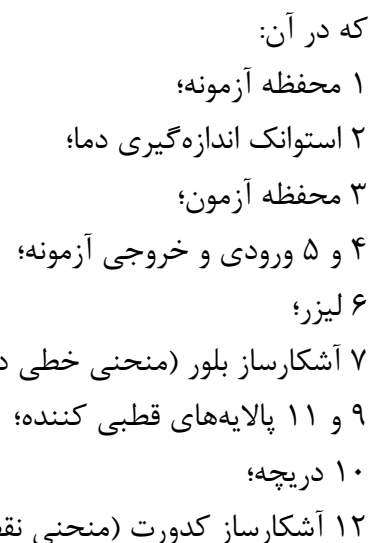 که در آن:
۱ محفظه آزمونه؛
۲ استوانک اندازه‌گیری دما؛
۳ محفظه آزمون؛
۴ و ۵ ورودی و خروجی آزمونه؛
۶ لیزر؛
۷ آشکارساز بلور (منحنی خطی د
۹ و ۱۱ پالایه‌های قطبی کننده؛
۱۰ دریچه؛
۱۲ آشکارساز کدورت (منحنی نق